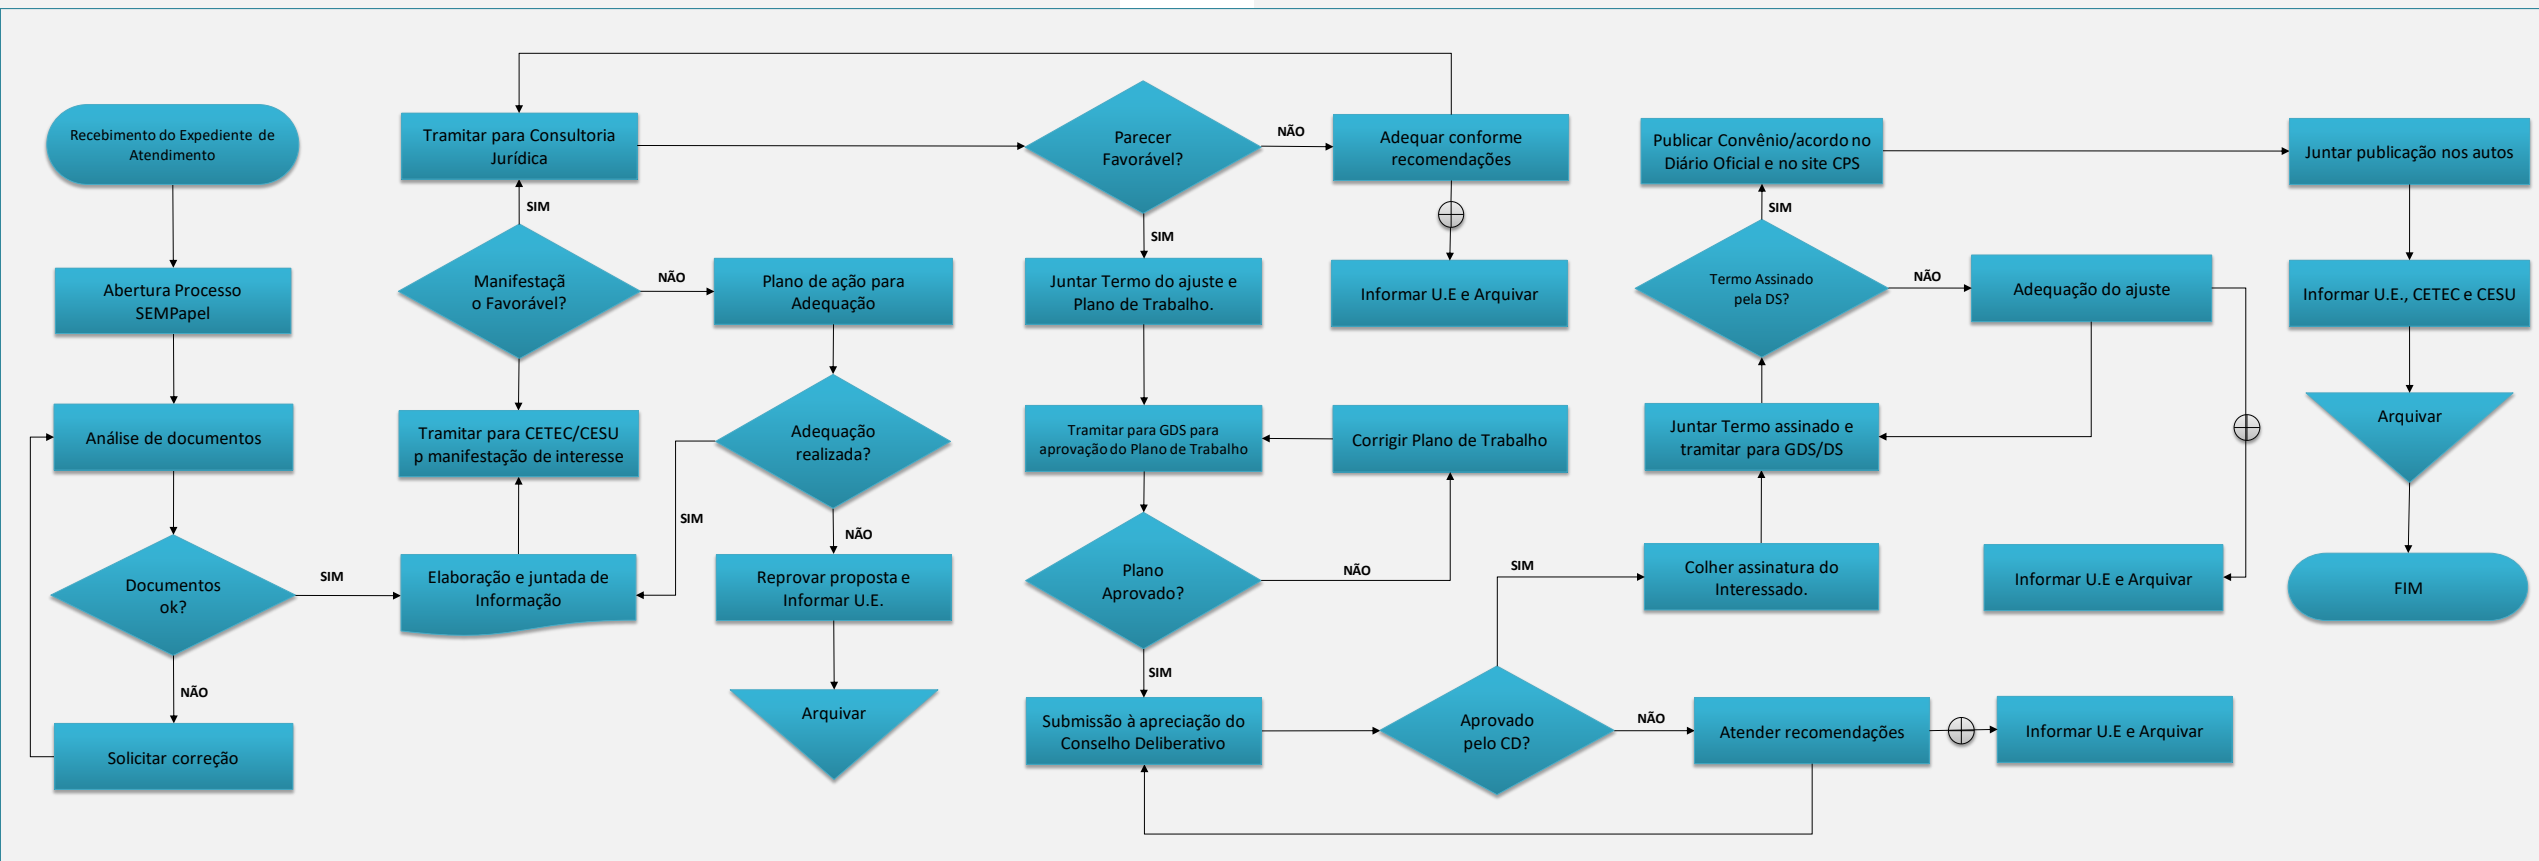 Recebimento do Expediente de
Atendimento
Abertura Processo
SEMPapel
Análise de documentos
Documentos
ok?
SIM
NÃO
Solicitar correção
Elaboração e juntada de
Informação
Tramitar para CETEC/CESU
p manifestação de interesse
Manifestaçã
o Favorável?
SIM
NÃO
Plano de ação para
Adequação
Adequação
realizada?
SIM
NÃO
Reprovar proposta e
Informar U.E.
Arquivar
Tramitar para Consultoria
Jurídica
Parecer
Favorável?
NÃO
Adequar conforme
recomendações
Informar U.E e Arquivar
SIM
Juntar Termo do ajuste e
Plano de Trabalho.
Tramitar para GDS para
aprovação do Plano de Trabalho
Corrigir Plano de Trabalho
Plano
Aprovado?
NÃO
SIM
Submissão à apreciação do
Conselho Deliberativo
Aprovado
pelo CD?
NÃO
Atender recomendações
Informar U.E e Arquivar
SIM
Colher assinatura do
Interessado.
Juntar Termo assinado e
tramitar para GDS/DS
Termo Assinado
pela DS?
NÃO
Adequação do ajuste
Informar U.E e Arquivar
SIM
Publicar Convênio/acordo no
Diário Oficial e no site CPS
Juntar publicação nos autos
Informar U.E., CETEC e CESU
Arquivar
FIM